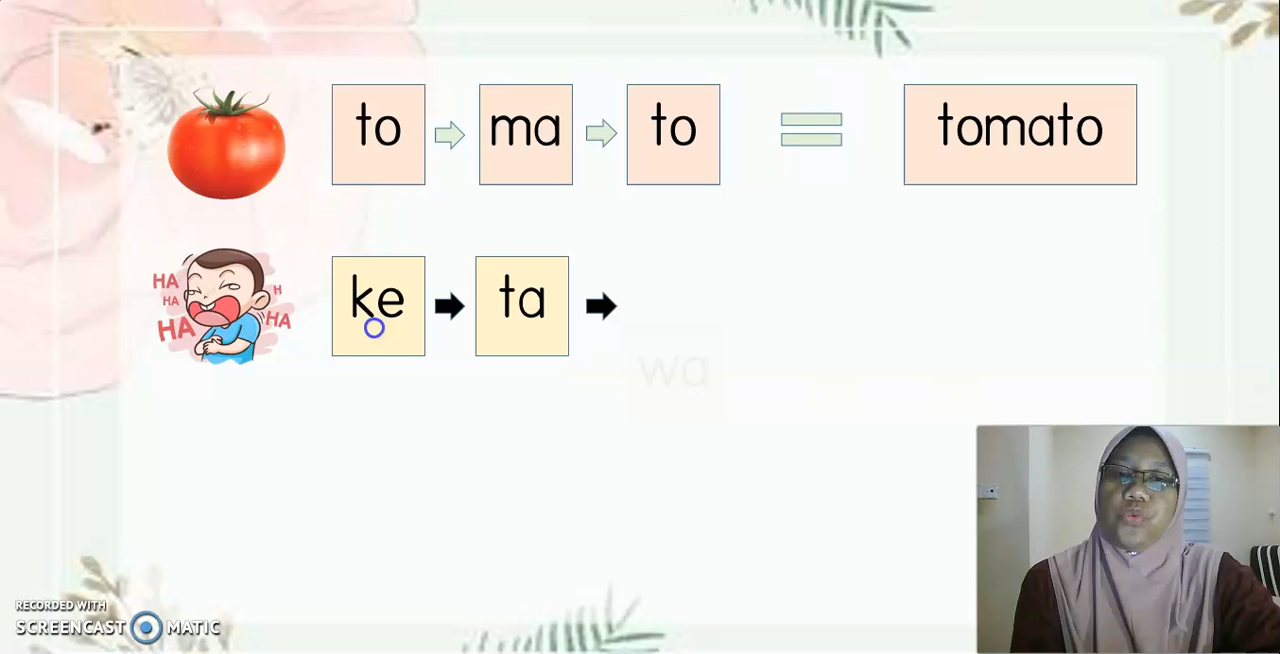 to ma to tomato
HA
HA H
HA HA
ke ta
wa
RECORDED WITH
SCREENCAST MATIC